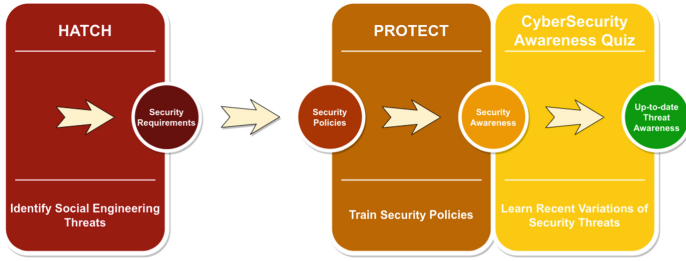 HATCH
PROTECT
CyberSecurity
Awareness Quiz
Security
Requirements
Security
Policies
Security
Awareness
Up-to-date
Threat
Awareness
Identify Social Engineering
Threats
Train Security Policies
Learn Recent Variations of
Security Threats